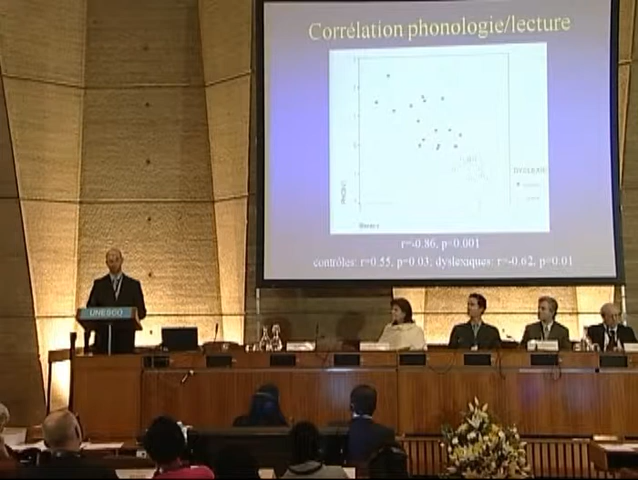 Corrélation phonologie/lecture
r=-0.86, p=0.001
contrôles: r=0.55, p=0.03, dyslexiques: r=-0.62, p=0.01
UNESCO